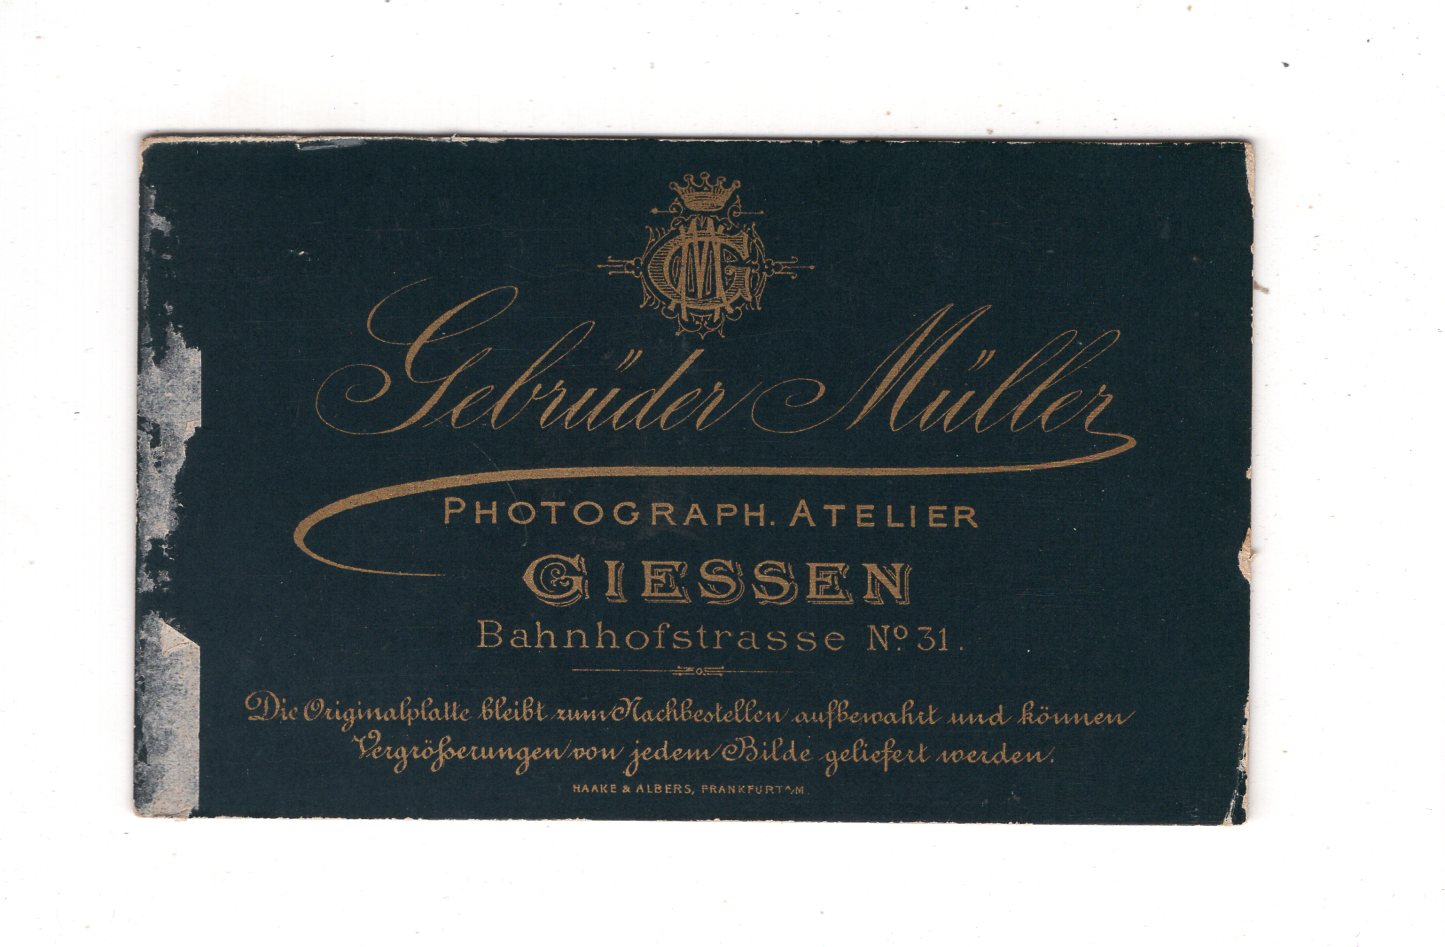 GM
Gebrüder Müller
PHOTOGRAPH. ATELIER
GIESSEN
Bahnhofstrasse Nº 31.
Die Originalplatte bleibt zum Nachbestellen aufbewahrt und können
Vergrößerungen von jedem Bilde geliefert werden.
HAAKE & ALBERS, FRANKFURT A/M.